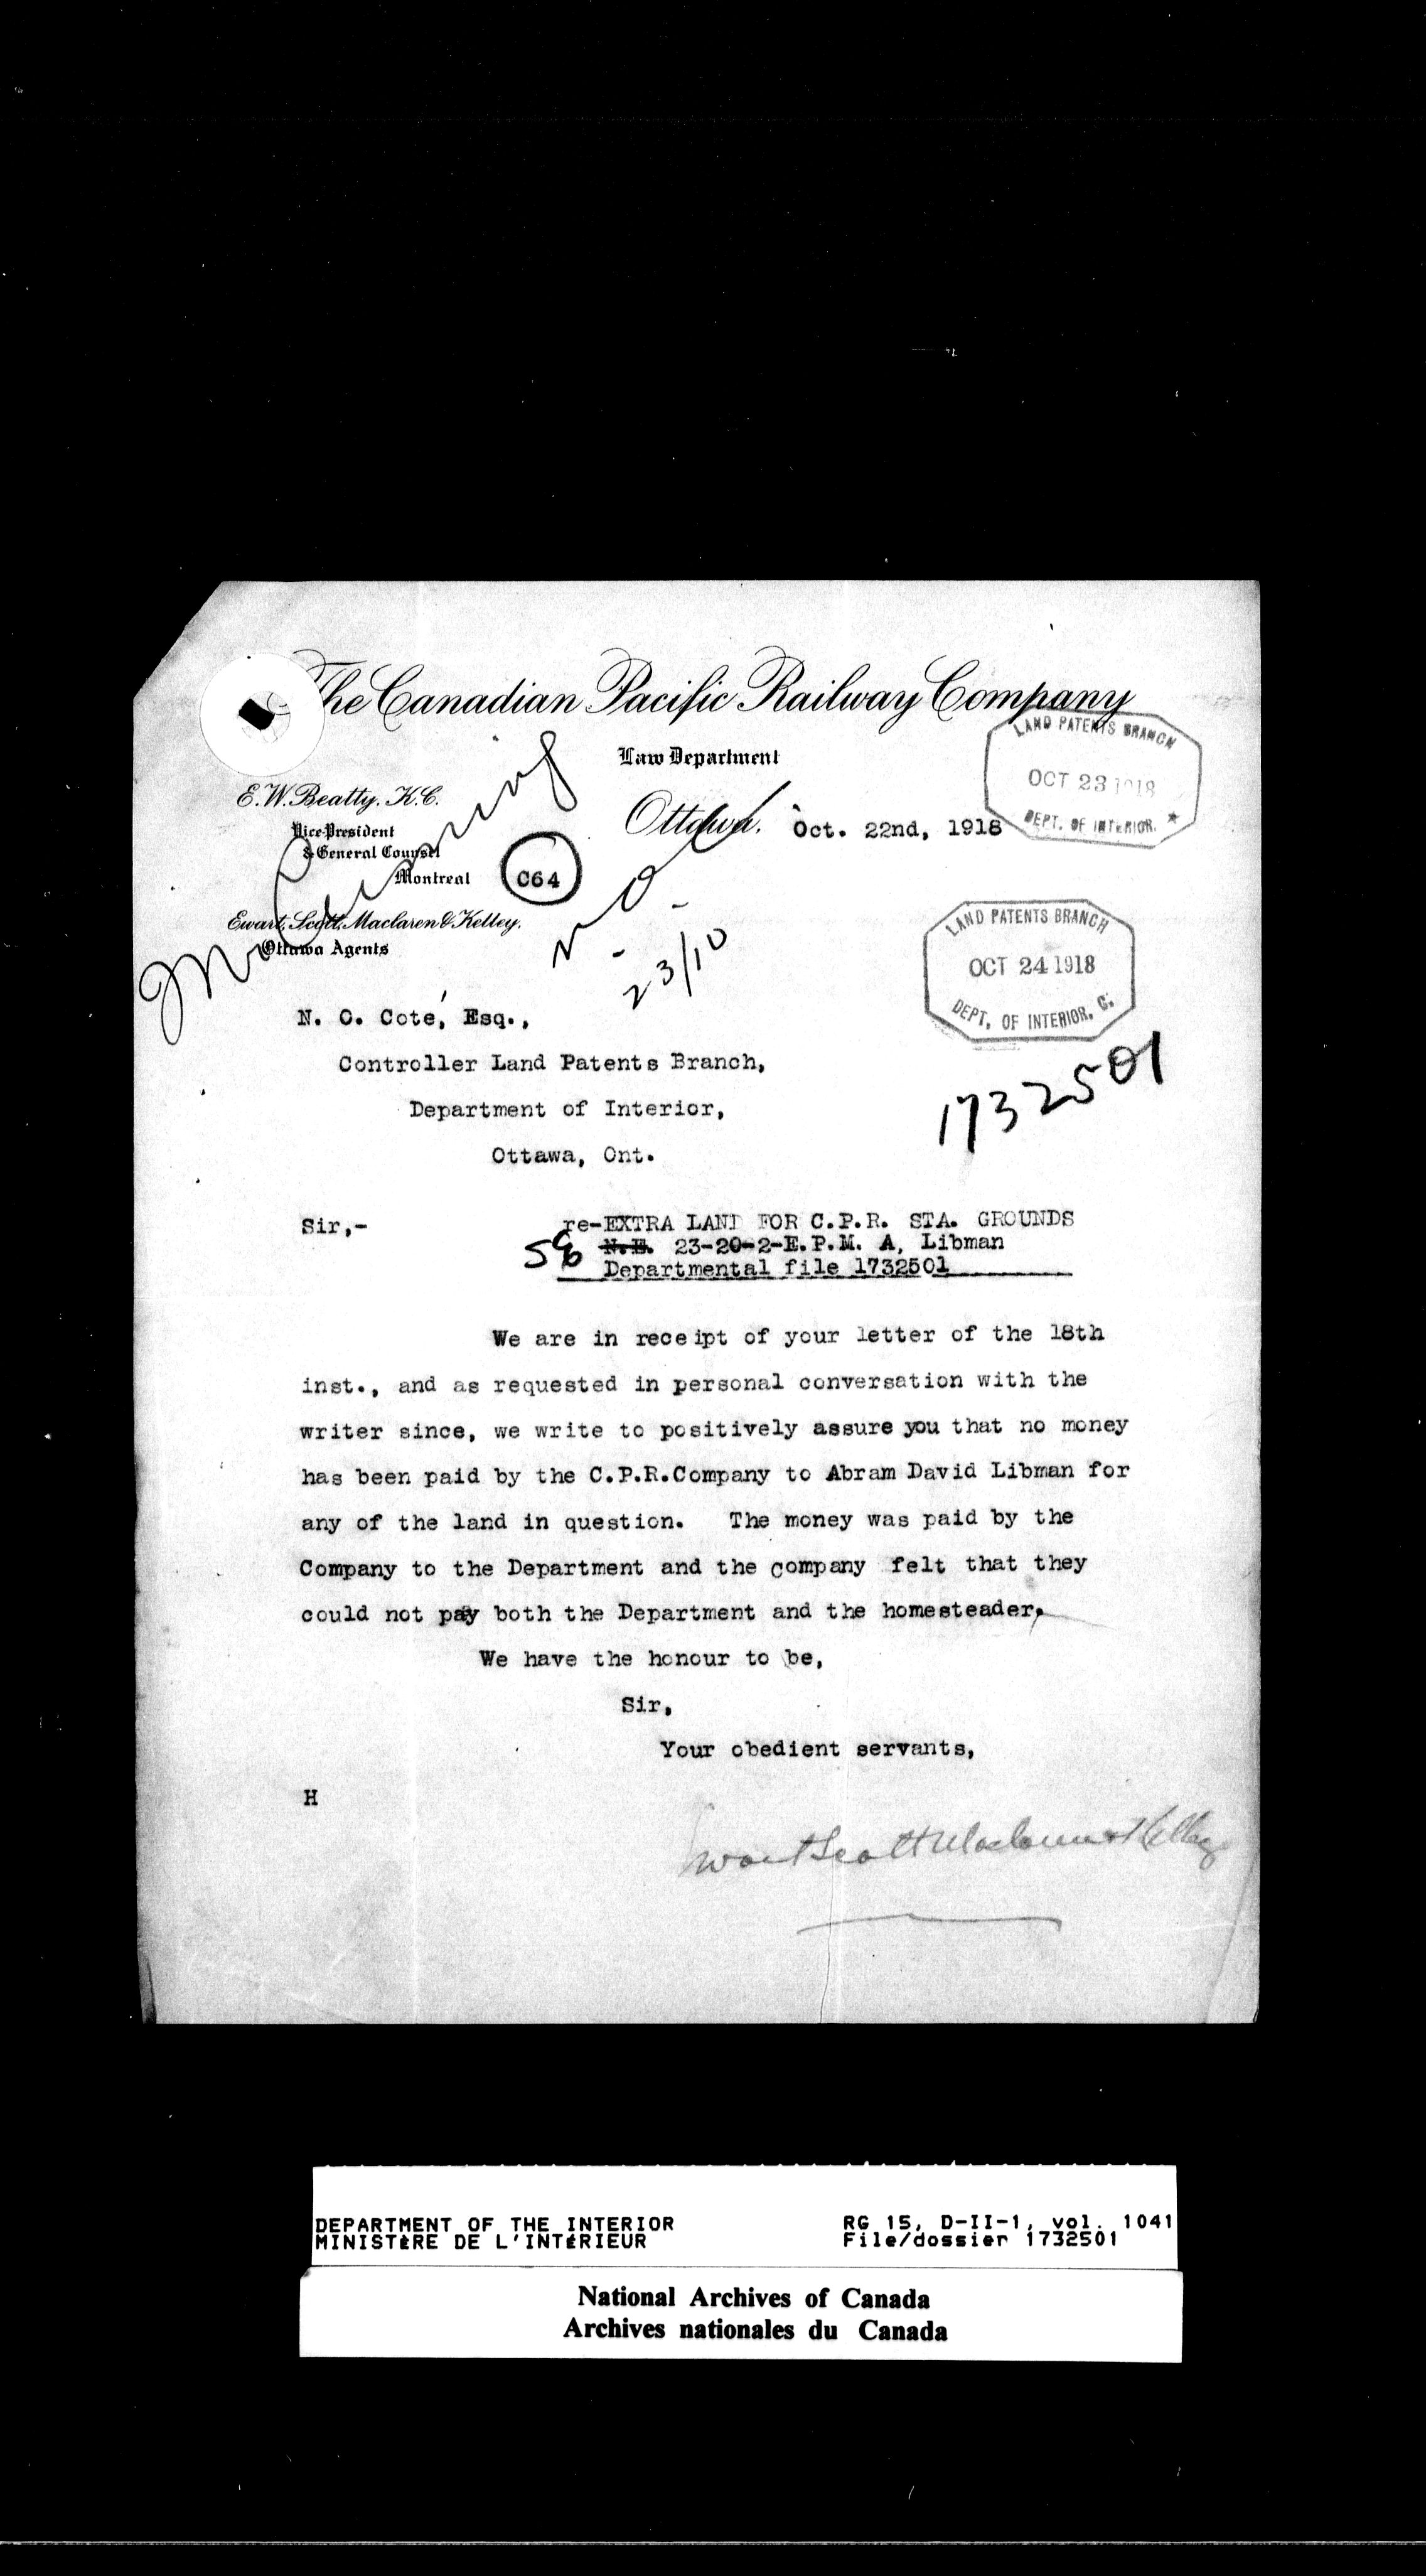 The Canadian Pacific Railway Company
Law Department
LAND PATENTS BRANCH
OCT 23 1918
DEPT. OF INTERIOR.
E.W. Beatty, K.C.
Vice-President
& General Counsel
Montreal
C64
Ottawa. Oct. 22nd, 1918
Ewart, Scott, Maclaren & Kelley,
Ottawa Agents
23/10
LAND PATENTS BRANCH
OCT 24 1918
DEPT. OF INTERIOR, C.
N. O. Coté, Esq.,
Controller Land Patents Branch,
Department of Interior,
Ottawa, Ont.
1732501
Sir,-
re-EXTRA LAND FOR C.P.R. STA. GROUNDS
N.E. 23-20-2-E.P.M. A, Libman
Departmental file 1732501
We are in receipt of your letter of the 18th
inst., and as requested in personal conversation with the
writer since, we write to positively assure you that no money
has been paid by the C.P.R.Company to Abram David Libman for
any of the land in question. The money was paid by the
Company to the Department and the company felt that they
could not pay both the Department and the homesteader.
We have the honour to be,
Sir,
Your obedient servants,
H
Ewart Scott Maclaren & Kelley
DEPARTMENT OF THE INTERIOR
MINISTÈRE DE L'INTÉRIEUR
RG 15, D-II-1, vol. 1041
File/dossier 1732501
National Archives of Canada
Archives nationales du Canada